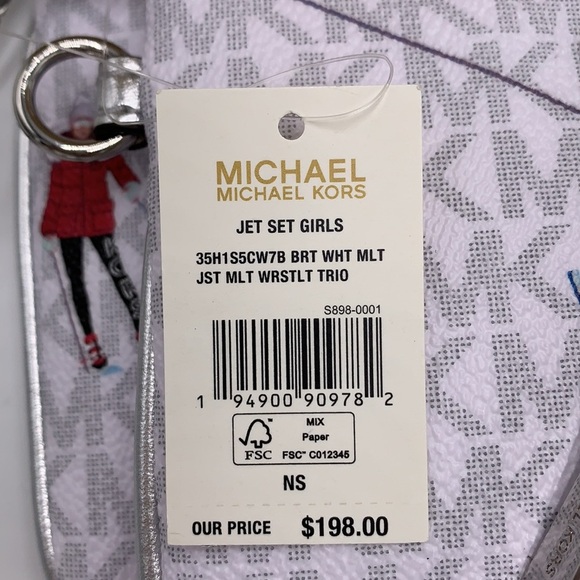 MICHAEL
MICHAEL KORS
JET SET GIRLS
35H1S5CW7B BRT WHT MLT
JST MLT WRSTLT TRIO
S898-0001
1 94900 90978 2
FSC
MIX
Paper
FSC™ C012345
NS
OUR PRICE $198.00